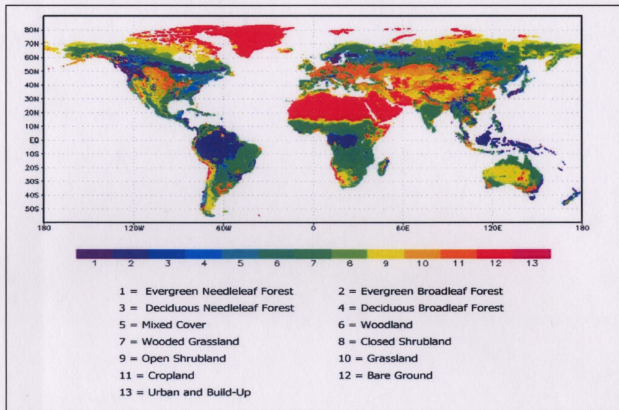 80N
70N
60N
50N
40N
30N
20N
10N
EQ
10S
20S
30S
40S
50S
180 120W 60W 0 60E 120E 180
1 2 3 4 5 6 7 8 9 10 11 12 13
1 = Evergreen Needleleaf Forest 2 = Evergreen Broadleaf Forest
3 = Deciduous Needleleaf Forest 4 = Deciduous Broadleaf Forest
5 = Mixed Cover 6 = Woodland
7 = Wooded Grassland 8 = Closed Shrubland
9 = Open Shrubland 10 = Grassland
11 = Cropland 12 = Bare Ground
13 = Urban and Build-Up